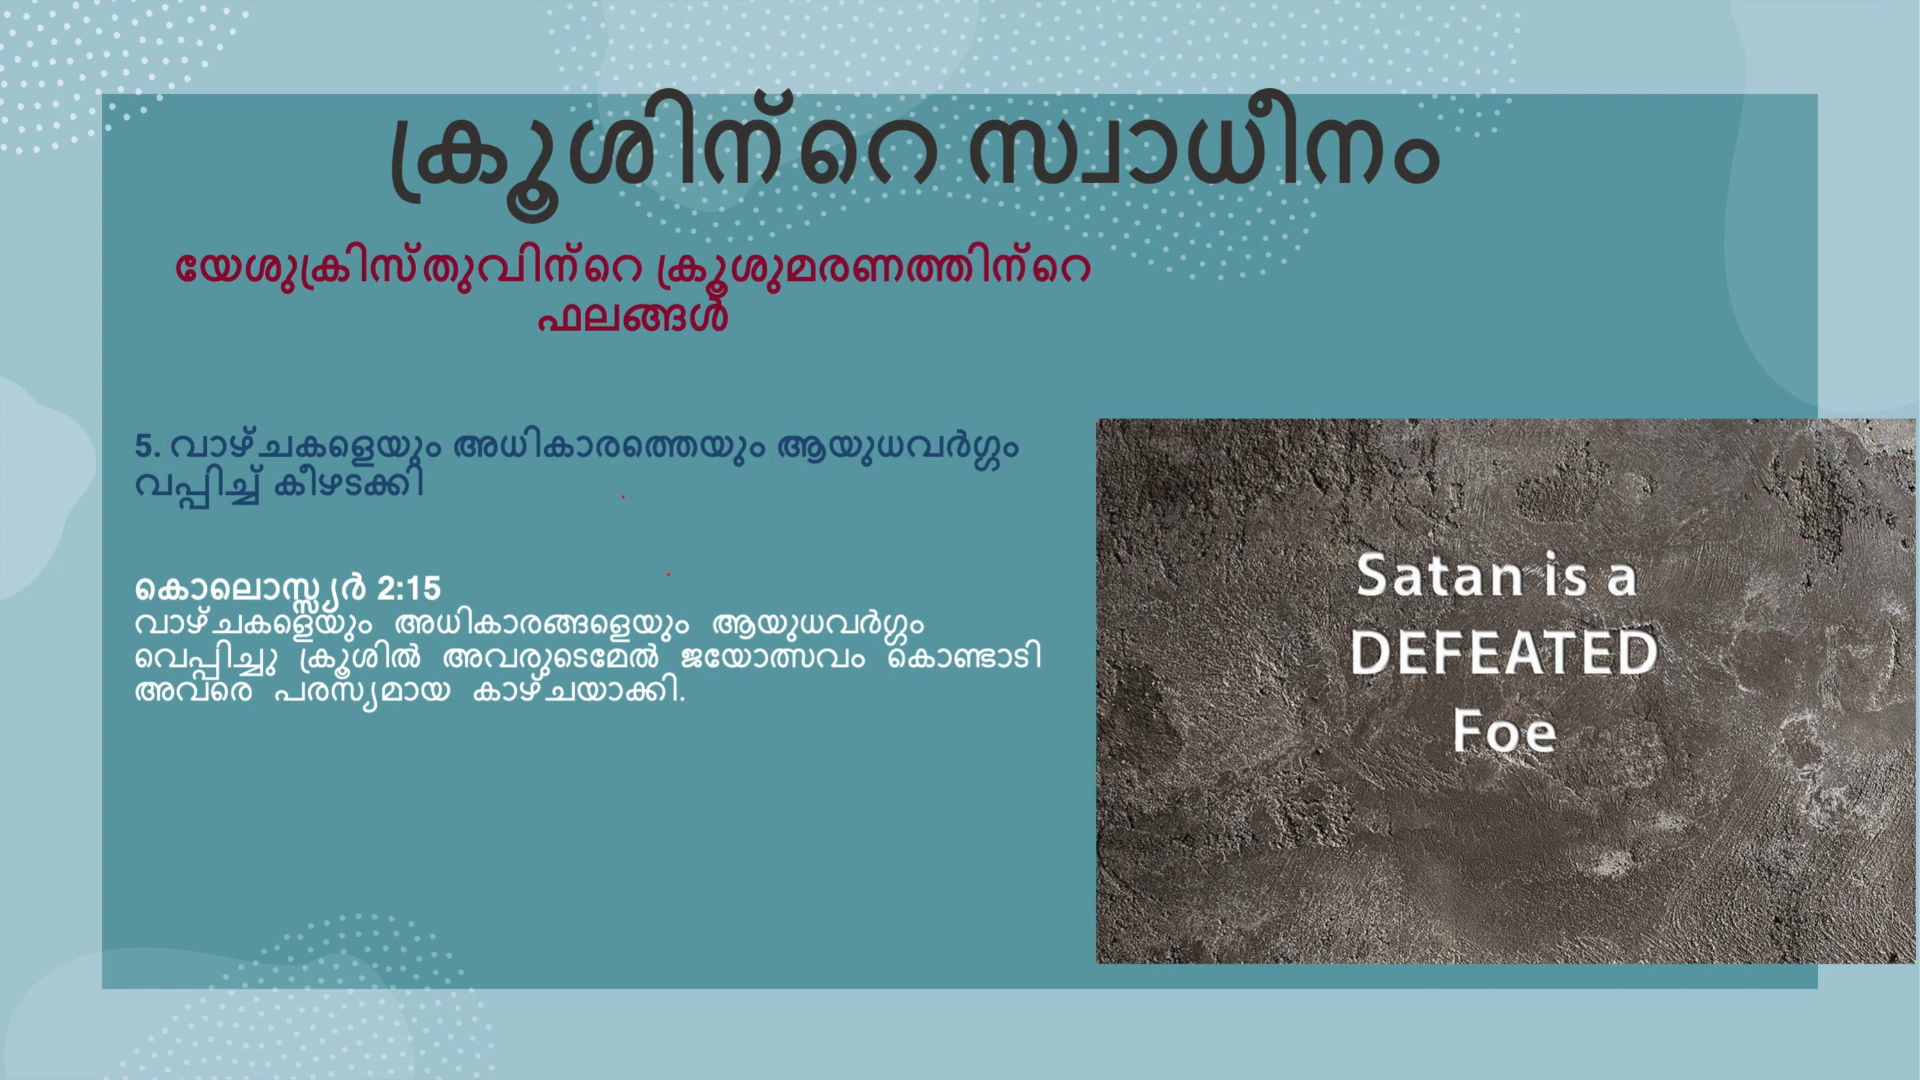 ക്രൂശിന്‍റെ സ്വാധീനം
യേശുക്രിസ്തുവിന്‍റെ ക്രൂശുമരണത്തിന്‍റെ
ഫലങ്ങൾ
5. വാഴ്ചകളെയും അധികാരത്തെയും ആയുധവർഗ്ഗം
വപ്പിച്ച് കീഴടക്കി
കൊലൊസ്സ്യർ 2:15
വാഴ്ചകളെയും അധികാരങ്ങളെയും ആയുധവർഗ്ഗം
വെപ്പിച്ചു ക്രൂശിൽ അവരുടെമേൽ ജയോത്സവം കൊണ്ടാടി
അവരെ പരസ്യമായ കാഴ്ചയാക്കി.
Satan is a
DEFEATED
Foe